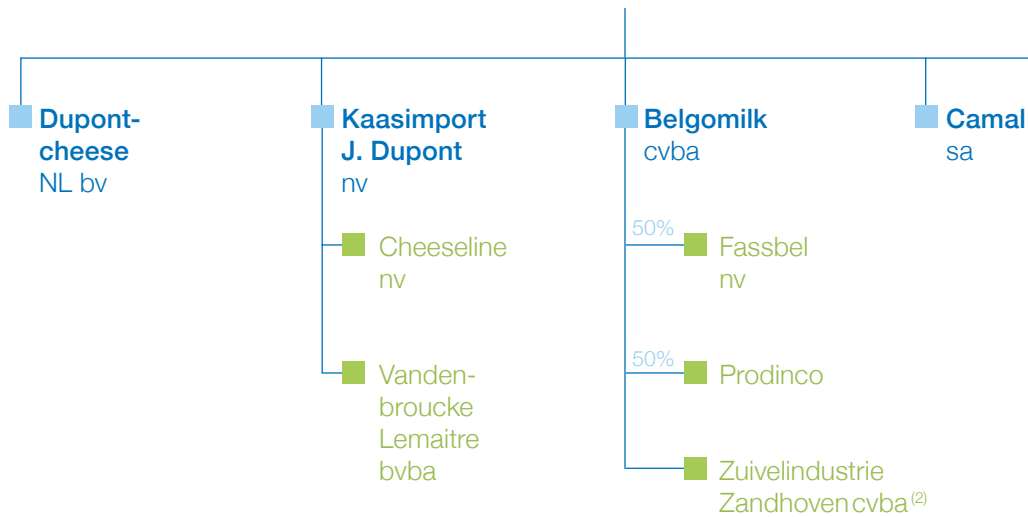 Dupont-
cheese
NL bv
Kaasimport
J. Dupont
nv
Cheeseline
nv
Vanden-
broucke
Lemaitre
bvba
Belgomilk
cvba
50%
Fassbel
nv
50%
Prodinco
Zuivelindustrie
Zandhoven cvba (2)
Camal
sa